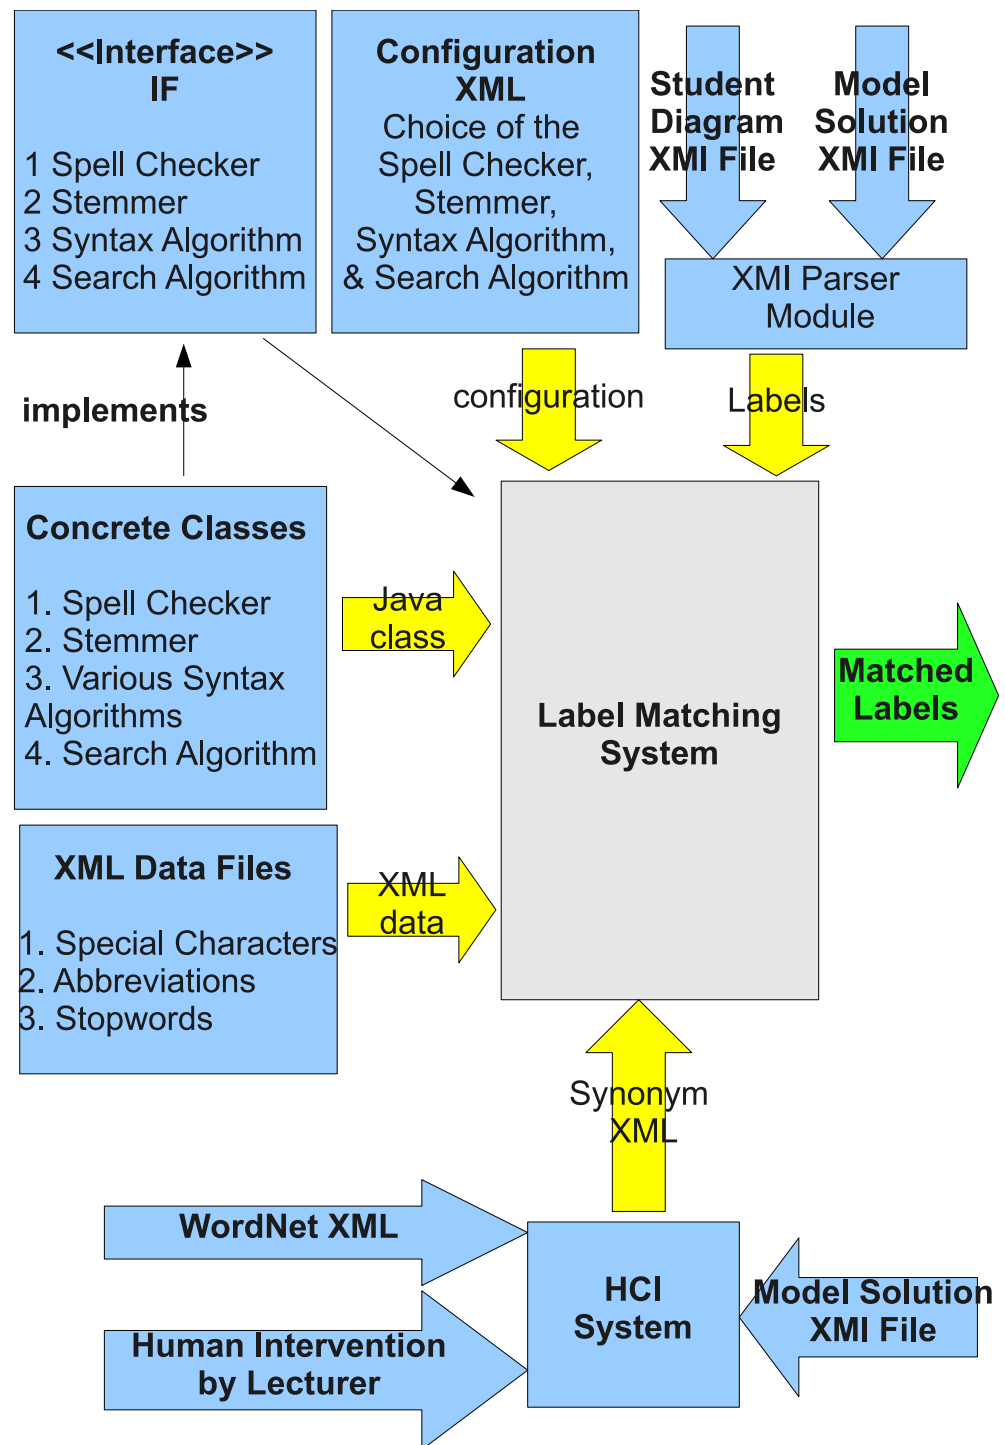 <<Interface>>
IF
1 Spell Checker
2 Stemmer
3 Syntax Algorithm
4 Search Algorithm
Configuration
XML
Choice of the
Spell Checker,
Stemmer,
Syntax Algorithm,
& Search Algorithm
Student
Diagram
XMI File
Model
Solution
XMI File
XMI Parser
Module
implements
configuration
Labels
Concrete Classes
1. Spell Checker
2. Stemmer
3. Various Syntax
Algorithms
4. Search Algorithm
Java
class
Label Matching
System
Matched
Labels
XML Data Files
1. Special Characters
2. Abbreviations
3. Stopwords
XML
data
Synonym
XML
WordNet XML
Human Intervention
by Lecturer
HCI
System
Model Solution
XMI File